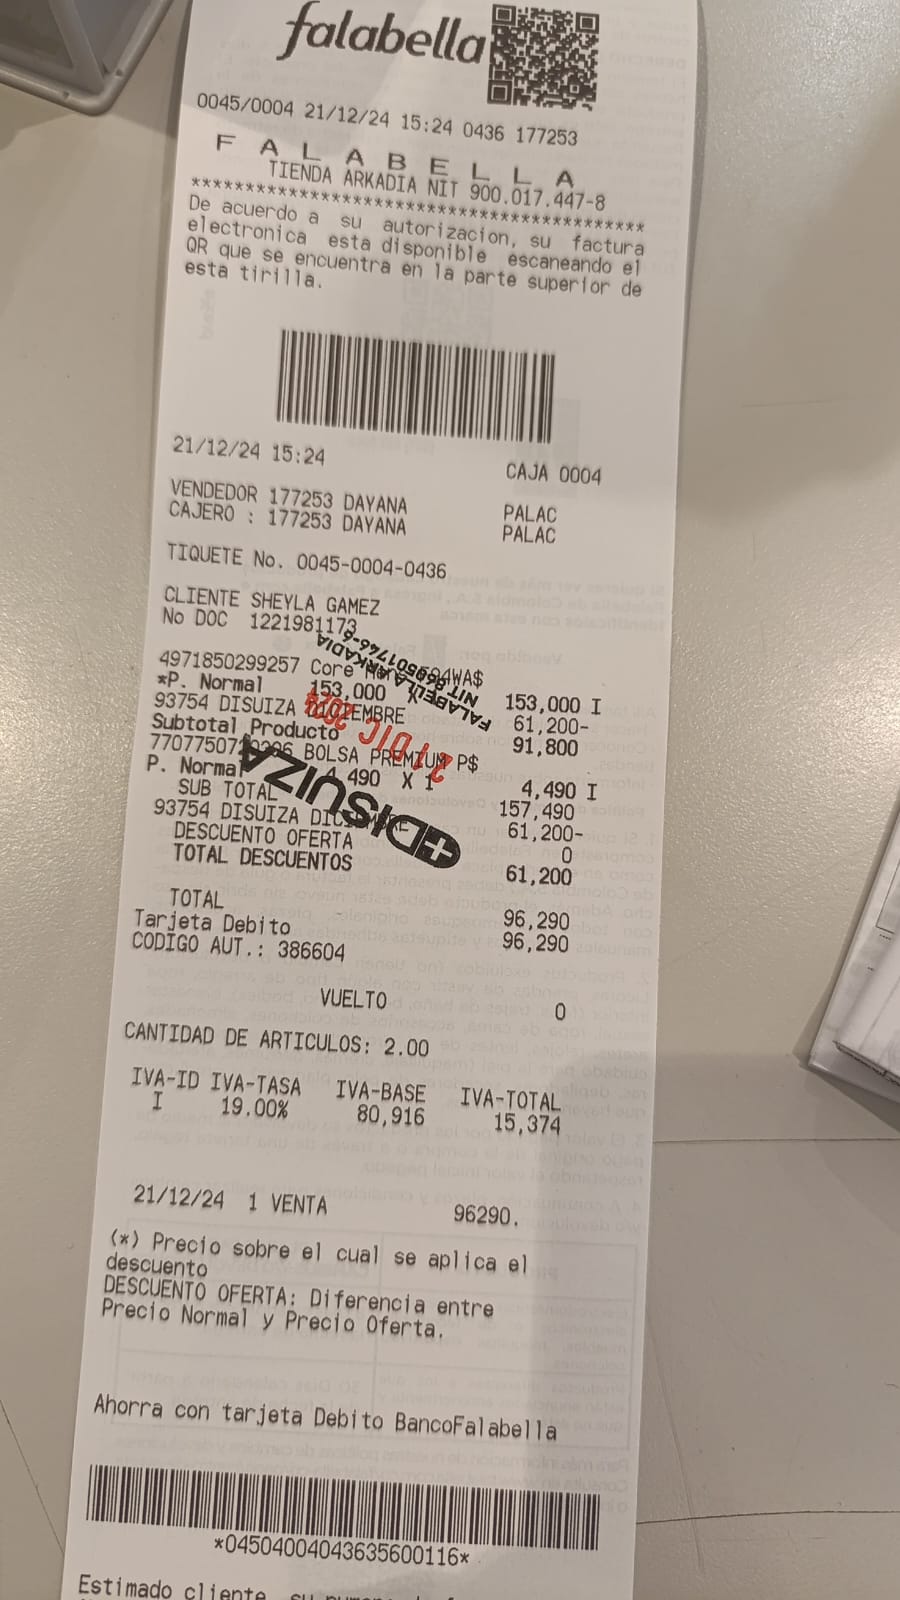 falabella
0045/0004 21/12/24 15:24 0436 177253
F A L A B E L L A
TIENDA ARKADIA NIT 900.017.447-8
******************************************
De acuerdo a su autorizacion, su factura
electronica esta disponible escaneando el
QR que se encuentra en la parte superior de
esta tirilla.
21/12/24 15:24 CAJA 0004
VENDEDOR 177253 DAYANA PALAC
CAJERO : 177253 DAYANA PALAC
TIQUETE No. 0045-0004-0436
CLIENTE SHEYLA GAMEZ
No DOC 1221981173
FALABELLA ARKADIA
4971850299257 Core 94WA$ 153,000 I
*P. Normal 153,000 X
93754 DISUIZA DICIEMBRE 61,200-
Subtotal Producto 91,800
21 DIC 2024
BOLSA PREMIUM P$ 4,490 I
P. Normal 4,490 X 1
SUB TOTAL 157,490
+DISUIZA
93754 DISUIZA DICIEMBRE 61,200-
DESCUENTO OFERTA 0
TOTAL DESCUENTOS 61,200
TOTAL 96,290
Tarjeta Debito 96,290
CODIGO AUT.: 386604
VUELTO 0
CANTIDAD DE ARTICULOS: 2.00
IVA-ID IVA-TASA IVA-BASE IVA-TOTAL
I 19.00% 80,916 15,374
21/12/24 1 VENTA 96290.
(*) Precio sobre el cual se aplica el
descuento
DESCUENTO OFERTA: Diferencia entre
Precio Normal y Precio Oferta.
Ahorra con tarjeta Debito BancoFalabella
*04504004043635600116*
Estimado cliente, su